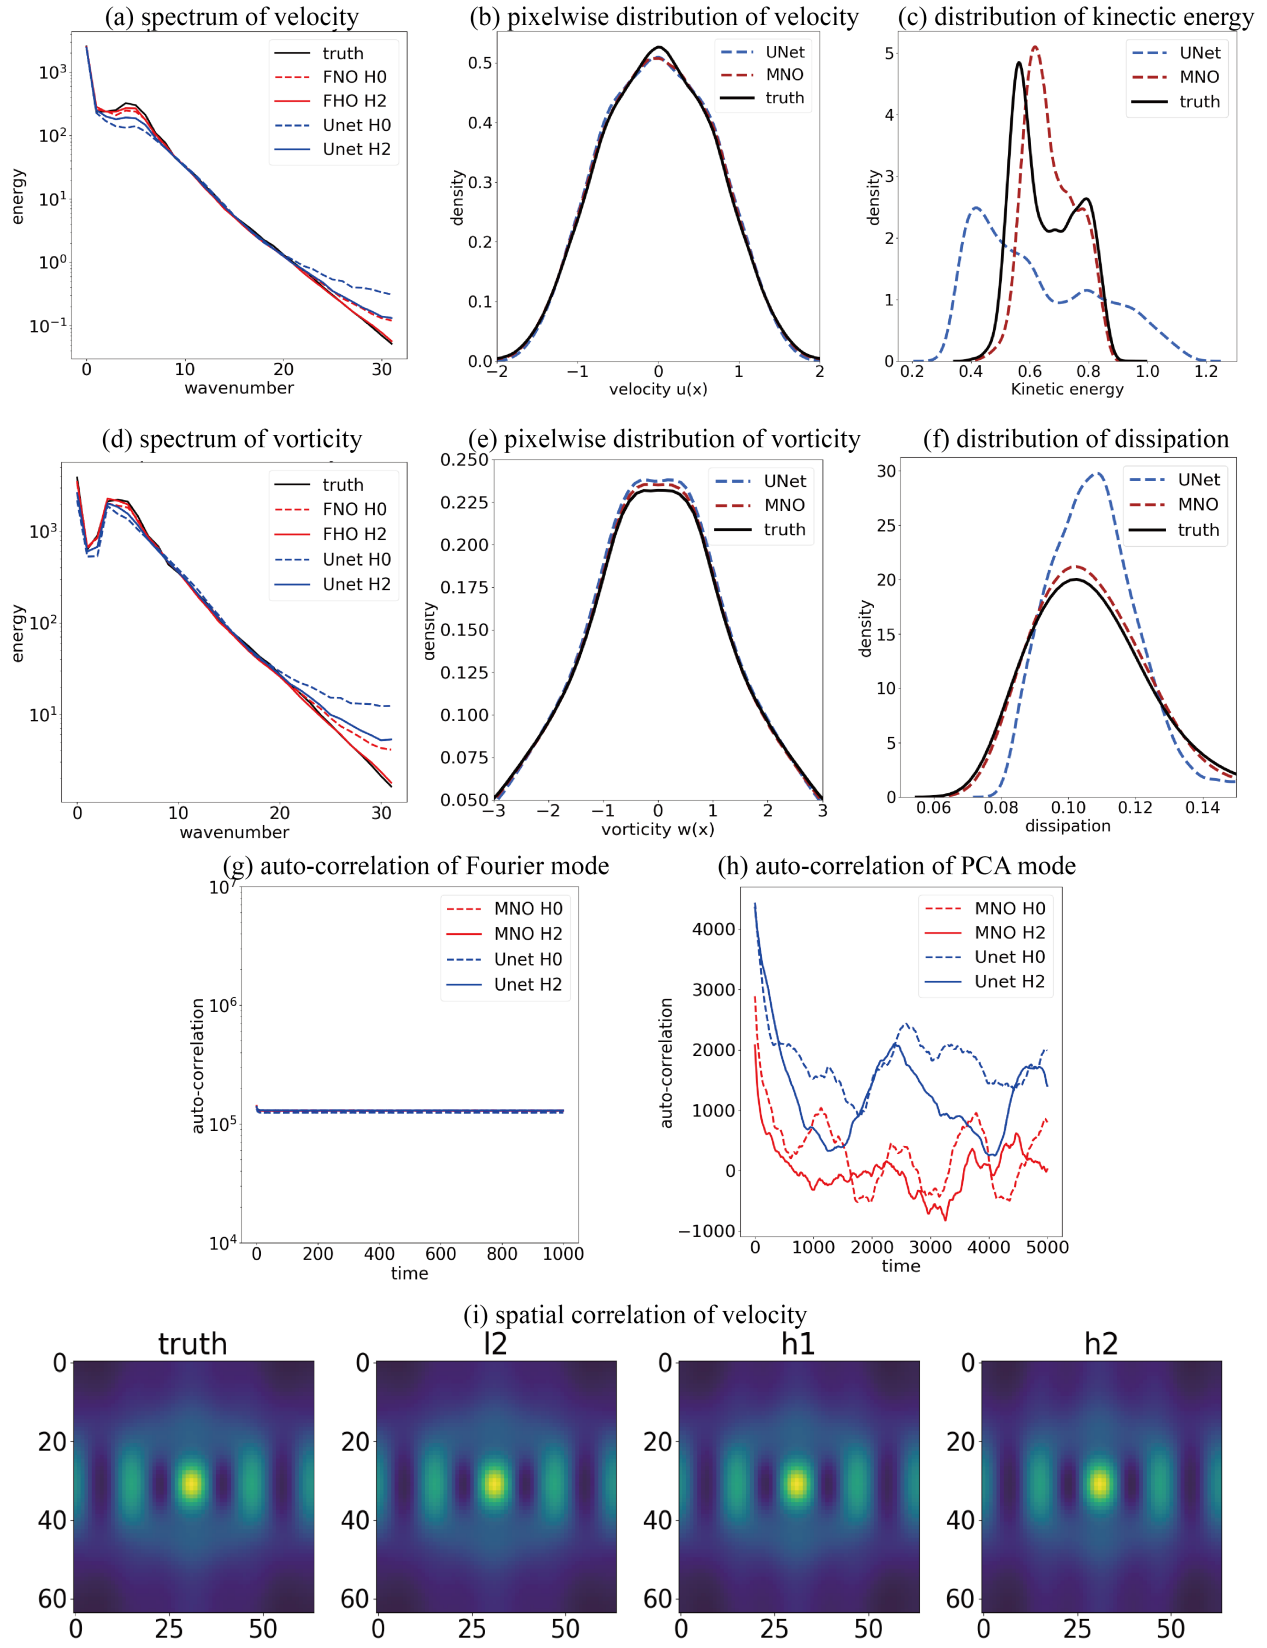 (a) spectrum of velocity
10³
10²
10¹
10⁰
10⁻¹
energy
0 10 20 30
wavenumber
truth
FNO H0
FHO H2
Unet H0
Unet H2
(b) pixelwise distribution of velocity
0.5
0.4
0.3
0.2
0.1
0.0
density
−2 −1 0 1 2
velocity u(x)
UNet
MNO
truth
(c) distribution of kinectic energy
5
4
3
2
1
0
density
0.2 0.4 0.6 0.8 1.0 1.2
Kinetic energy
UNet
MNO
truth
(d) spectrum of vorticity
10³
10²
10¹
energy
0 10 20 30
wavenumber
truth
FNO H0
FHO H2
Unet H0
Unet H2
(e) pixelwise distribution of vorticity
0.250
0.225
0.200
0.175
0.150
0.125
0.100
0.075
0.050
density
−3 −2 −1 0 1 2 3
vorticity w(x)
UNet
MNO
truth
(f) distribution of dissipation
30
25
20
15
10
5
0
density
0.06 0.08 0.10 0.12 0.14
dissipation
UNet
MNO
truth
(g) auto-correlation of Fourier mode
10⁷
10⁶
10⁵
10⁴
auto-correlation
0 200 400 600 800 1000
time
MNO H0
MNO H2
Unet H0
Unet H2
(h) auto-correlation of PCA mode
4000
3000
2000
1000
0
−1000
auto-correlation
0 1000 2000 3000 4000 5000
time
MNO H0
MNO H2
Unet H0
Unet H2
(i) spatial correlation of velocity
truth
0
20
40
60
0 25 50
l2
0
20
40
60
0 25 50
h1
0
20
40
60
0 25 50
h2
0
20
40
60
0 25 50